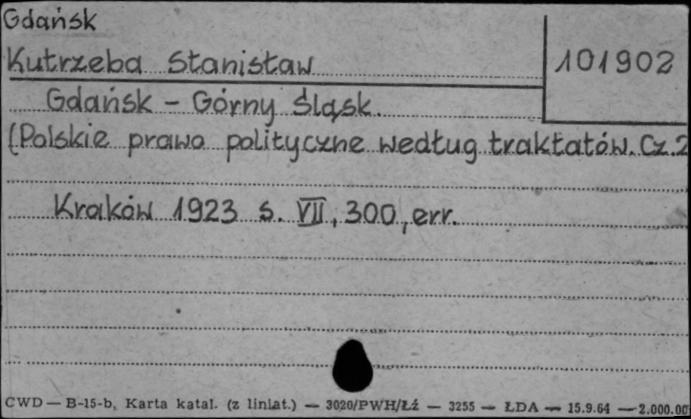 Gdańsk
Kutrzeba Stanisław
101902
Gdańsk - Górny Śląsk.
(Polskie prawo polityczne według traktatów. Cz. 2
Kraków 1923 s. VII, 300, err.
CWD — B-15-b, Karta katal. (z liniat.) — 3020/PWH/Łź — 3255 — ŁDA — 15.9.64 — 2.000.00